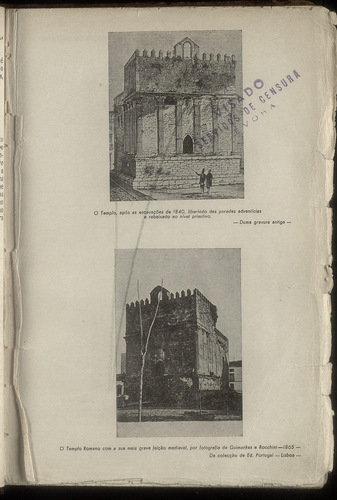 VISADO
SERVIÇOS DE CENSURA
ÉVORA
O Templo, após as escavações de 1840, libertado das paredes adventícias
e rebaixado ao nível primitivo.
— Duma gravura antiga —
O Templo Romano com a sua mais grave feição medieval, por fotografia de Guimarães e Rocchini—1865 —
Da colecção de Ed. Portugal — Lisboa —